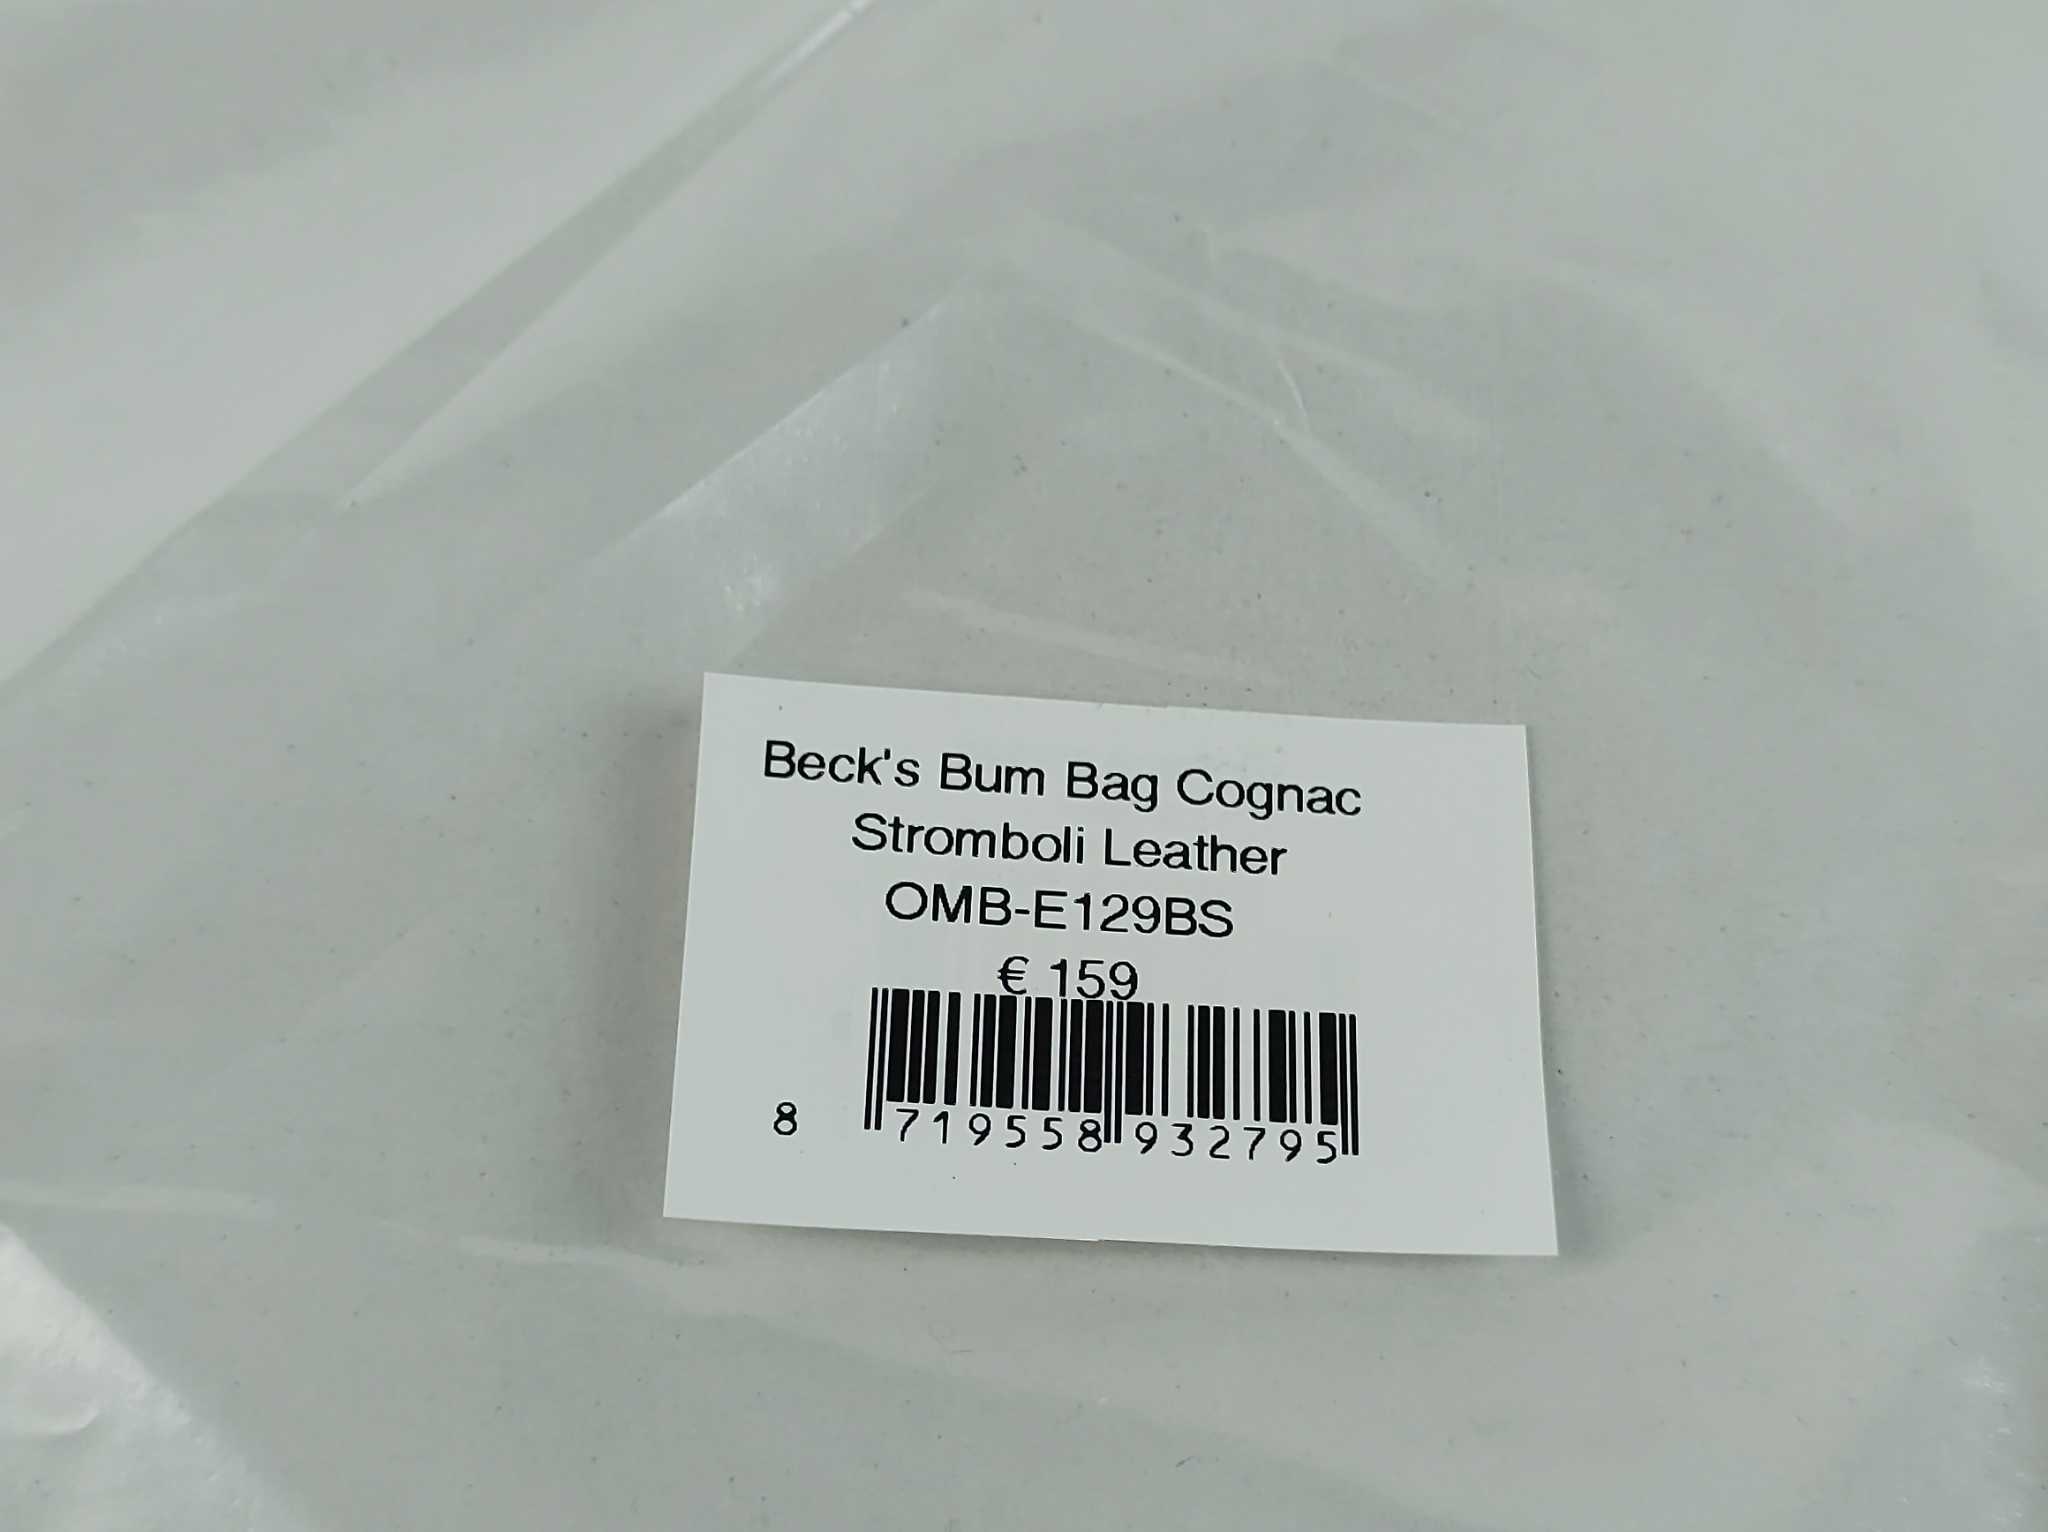 Beck's Bum Bag Cognac
Stromboli Leather
OMB-E129BS
€ 159
8 719558 932795